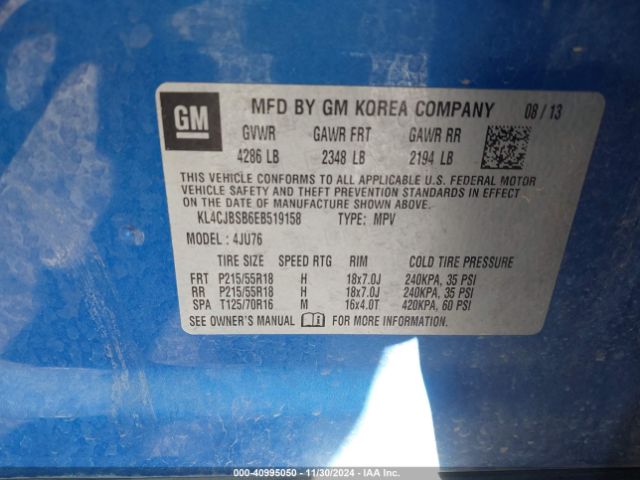 GM
MFD BY GM KOREA COMPANY 08 / 13
GVWR GAWR FRT GAWR RR
4286 LB 2348 LB 2194 LB
THIS VEHICLE CONFORMS TO ALL APPLICABLE U.S. FEDERAL MOTOR
VEHICLE SAFETY AND THEFT PREVENTION STANDARDS IN EFFECT
ON THE DATE OF MANUFACTURE SHOWN ABOVE.
KL4CJBSB6EB519158 TYPE: MPV
MODEL: 4JU76
TIRE SIZE SPEED RTG RIM COLD TIRE PRESSURE
FRT P215/55R18 H 18x7.0J 240KPA, 35 PSI
RR P215/55R18 H 18x7.0J 240KPA, 35 PSI
SPA T125/70R16 M 16x4.0T 420KPA, 60 PSI
SEE OWNER'S MANUAL FOR MORE INFORMATION.
000-40995050 - 11/30/2024 - IAA Inc.